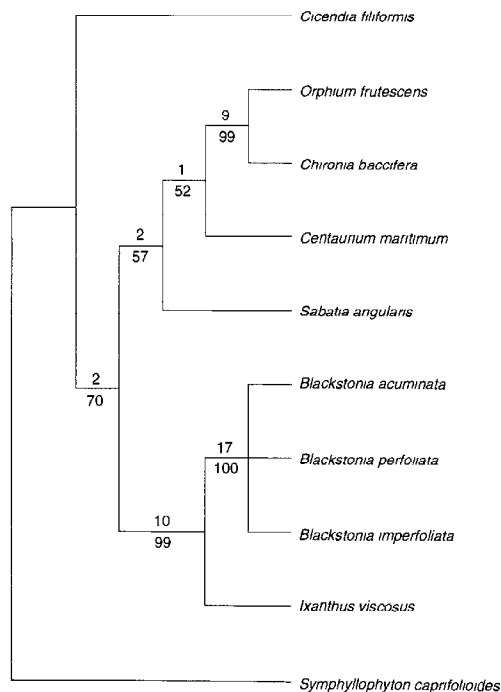 Cicendia filiformis
Orphium frutescens
9
99
Chironia baccifera
1
52
Centaurium maritimum
2
57
Sabatia angularis
2
70
Blackstonia acuminata
17
100
Blackstonia perfoliata
10
99
Blackstonia imperfoliata
Ixanthus viscosus
Symphyllophyton caprifolioides